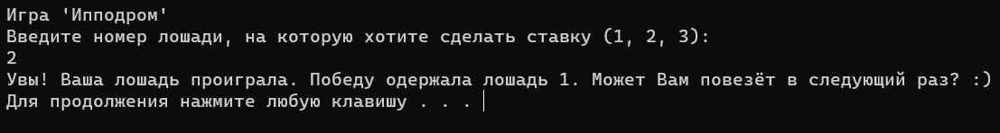 Игра 'Ипподром'
Введите номер лошади, на которую хотите сделать ставку (1, 2, 3):
2
Увы! Ваша лошадь проиграла. Победу одержала лошадь 1. Может Вам повезёт в следующий раз? :)
Для продолжения нажмите любую клавишу . . .